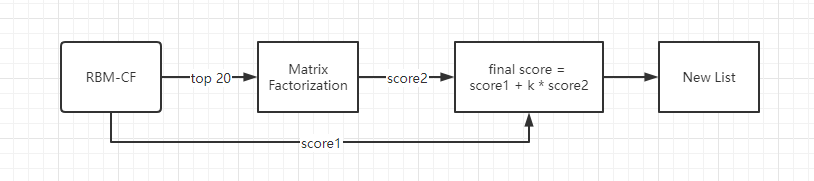 RBM-CF
top 20
Matrix
Factorization
score2
final score =
score1 + k * score2
New List
score1